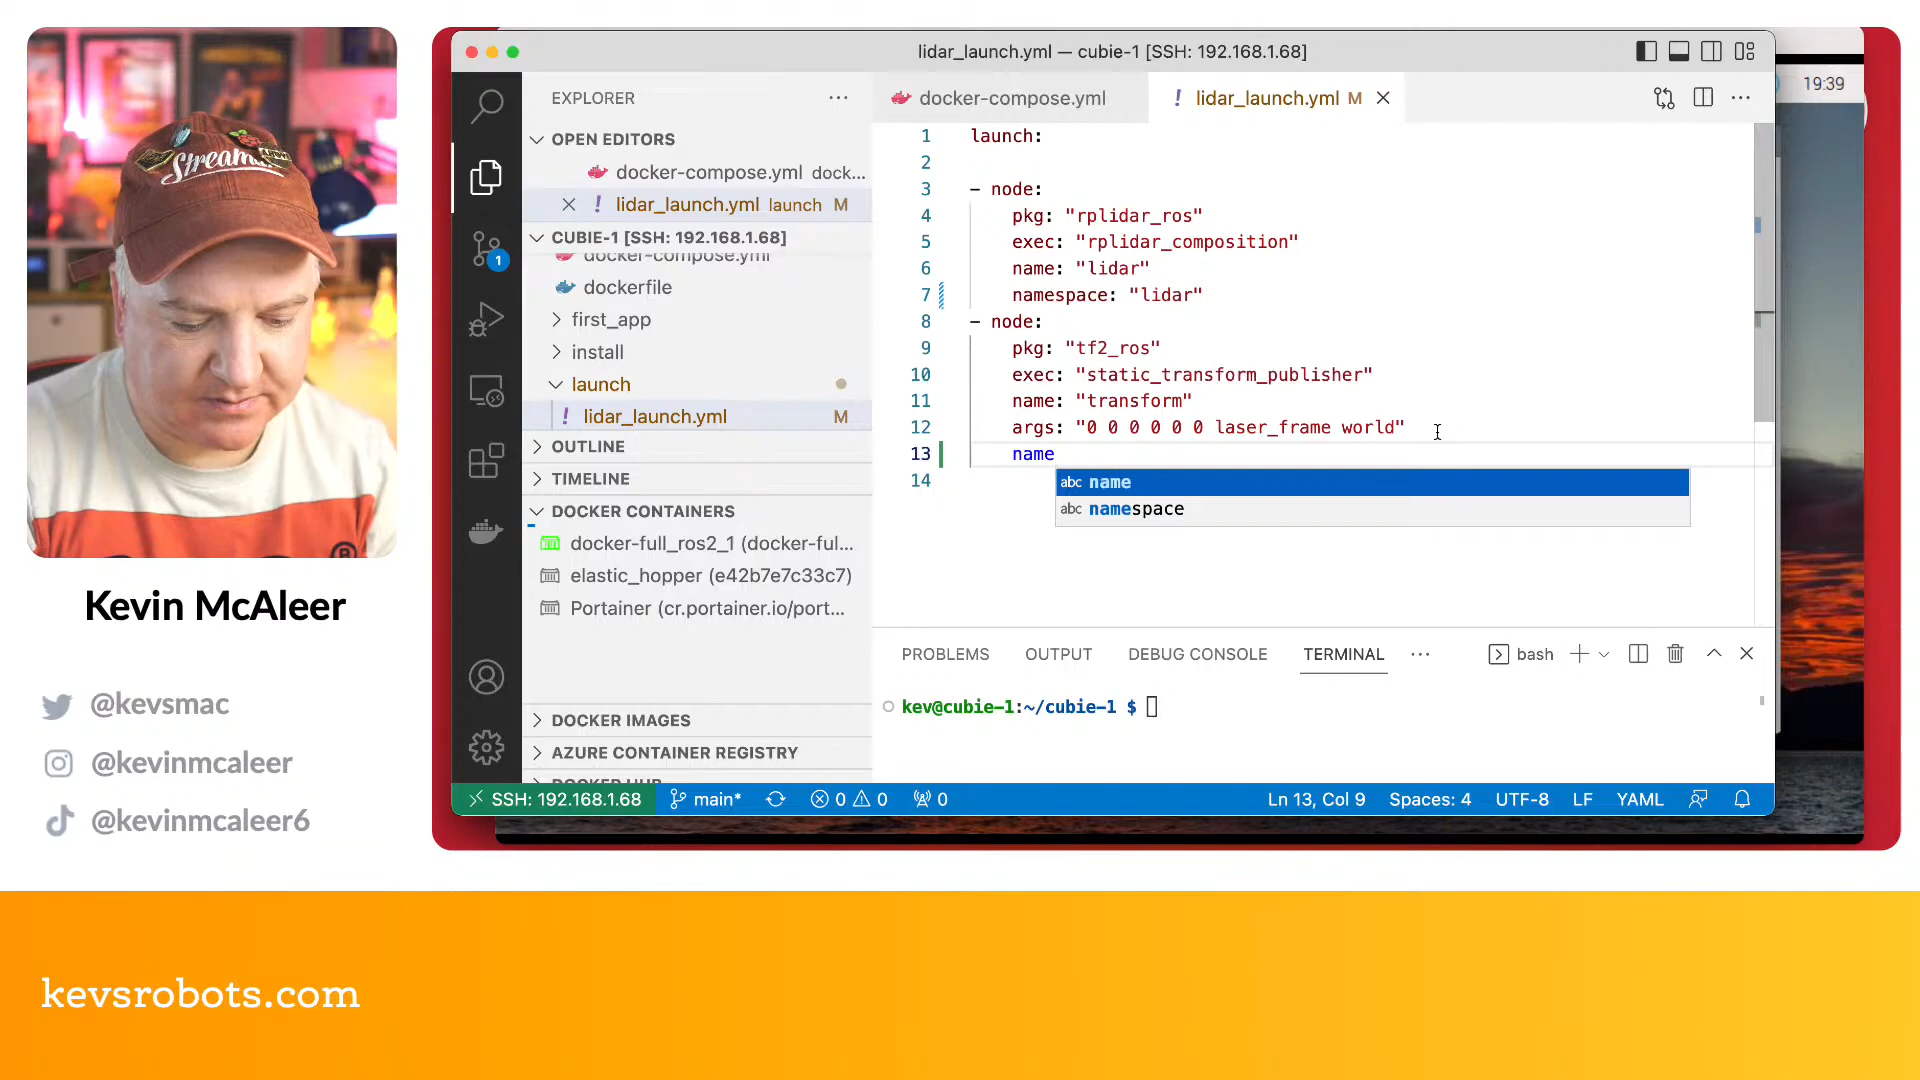 Stream
Kevin McAleer
@kevsmac
@kevinmcaleer
@kevinmcaleer6
kevsrobots.com
lidar_launch.yml — cubie-1 [SSH: 192.168.1.68]
19:39
EXPLORER
OPEN EDITORS
docker-compose.yml dock...
lidar_launch.yml launch M
CUBIE-1 [SSH: 192.168.1.68]
docker-compose.yml
dockerfile
first_app
install
launch
lidar_launch.yml M
OUTLINE
TIMELINE
DOCKER CONTAINERS
docker-full_ros2_1 (docker-ful...
elastic_hopper (e42b7e7c33c7)
Portainer (cr.portainer.io/port...
DOCKER IMAGES
AZURE CONTAINER REGISTRY
DOCKER HUB
1
docker-compose.yml
lidar_launch.yml M
1 launch:
2
3 - node:
4 pkg: "rplidar_ros"
5 exec: "rplidar_composition"
6 name: "lidar"
7 namespace: "lidar"
8 - node:
9 pkg: "tf2_ros"
10 exec: "static_transform_publisher"
11 name: "transform"
12 args: "0 0 0 0 0 0 laser_frame world"
13 name
14
abc name
abc namespace
PROBLEMS OUTPUT DEBUG CONSOLE TERMINAL bash
kev@cubie-1:~/cubie-1 $
SSH: 192.168.1.68 main* 0 0 0 Ln 13, Col 9 Spaces: 4 UTF-8 LF YAML